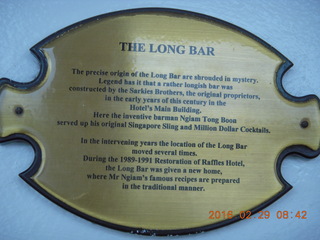 THE LONG BAR
The precise origin of the Long Bar are shrouded in mystery.
Legend has it that a rather longish bar was
constructed by the Sarkies Brothers, the original proprietors,
in the early years of this century in the
Hotel's Main Building.
Here the inventive barman Ngiam Tong Boon
served up his original Singapore Sling and Million Dollar Cocktails.
In the intervening years the location of the Long Bar
moved several times.
During the 1989-1991 Restoration of Raffles Hotel,
the Long Bar was given a new home,
where Mr Ngiam's famous recipes are prepared
in the traditional manner.
2016 02 29 08:42